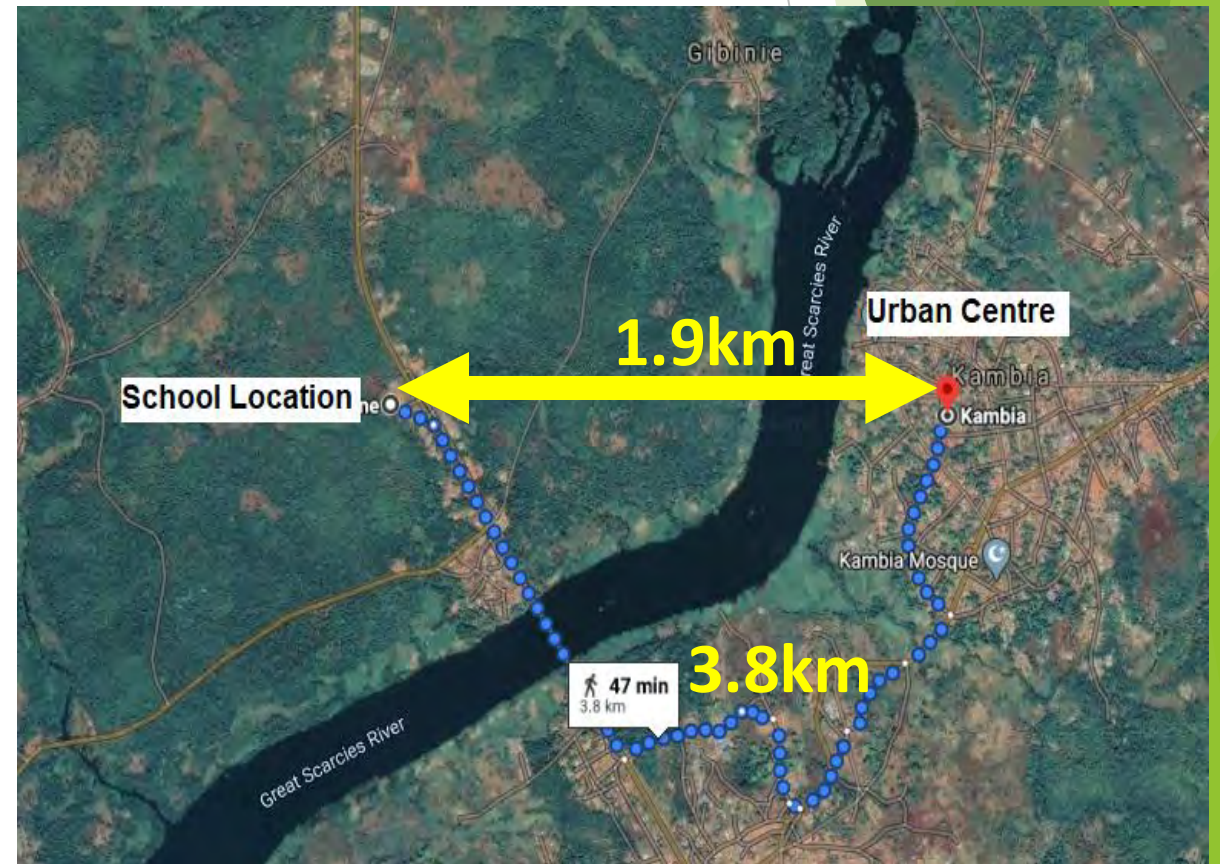 Gibinie
Great Scarcies River
Urban Centre
1.9km
Kambia
School Location
Kambia
Kambia Mosque
3.8km
47 min
3.8 km
Great Scarcies River